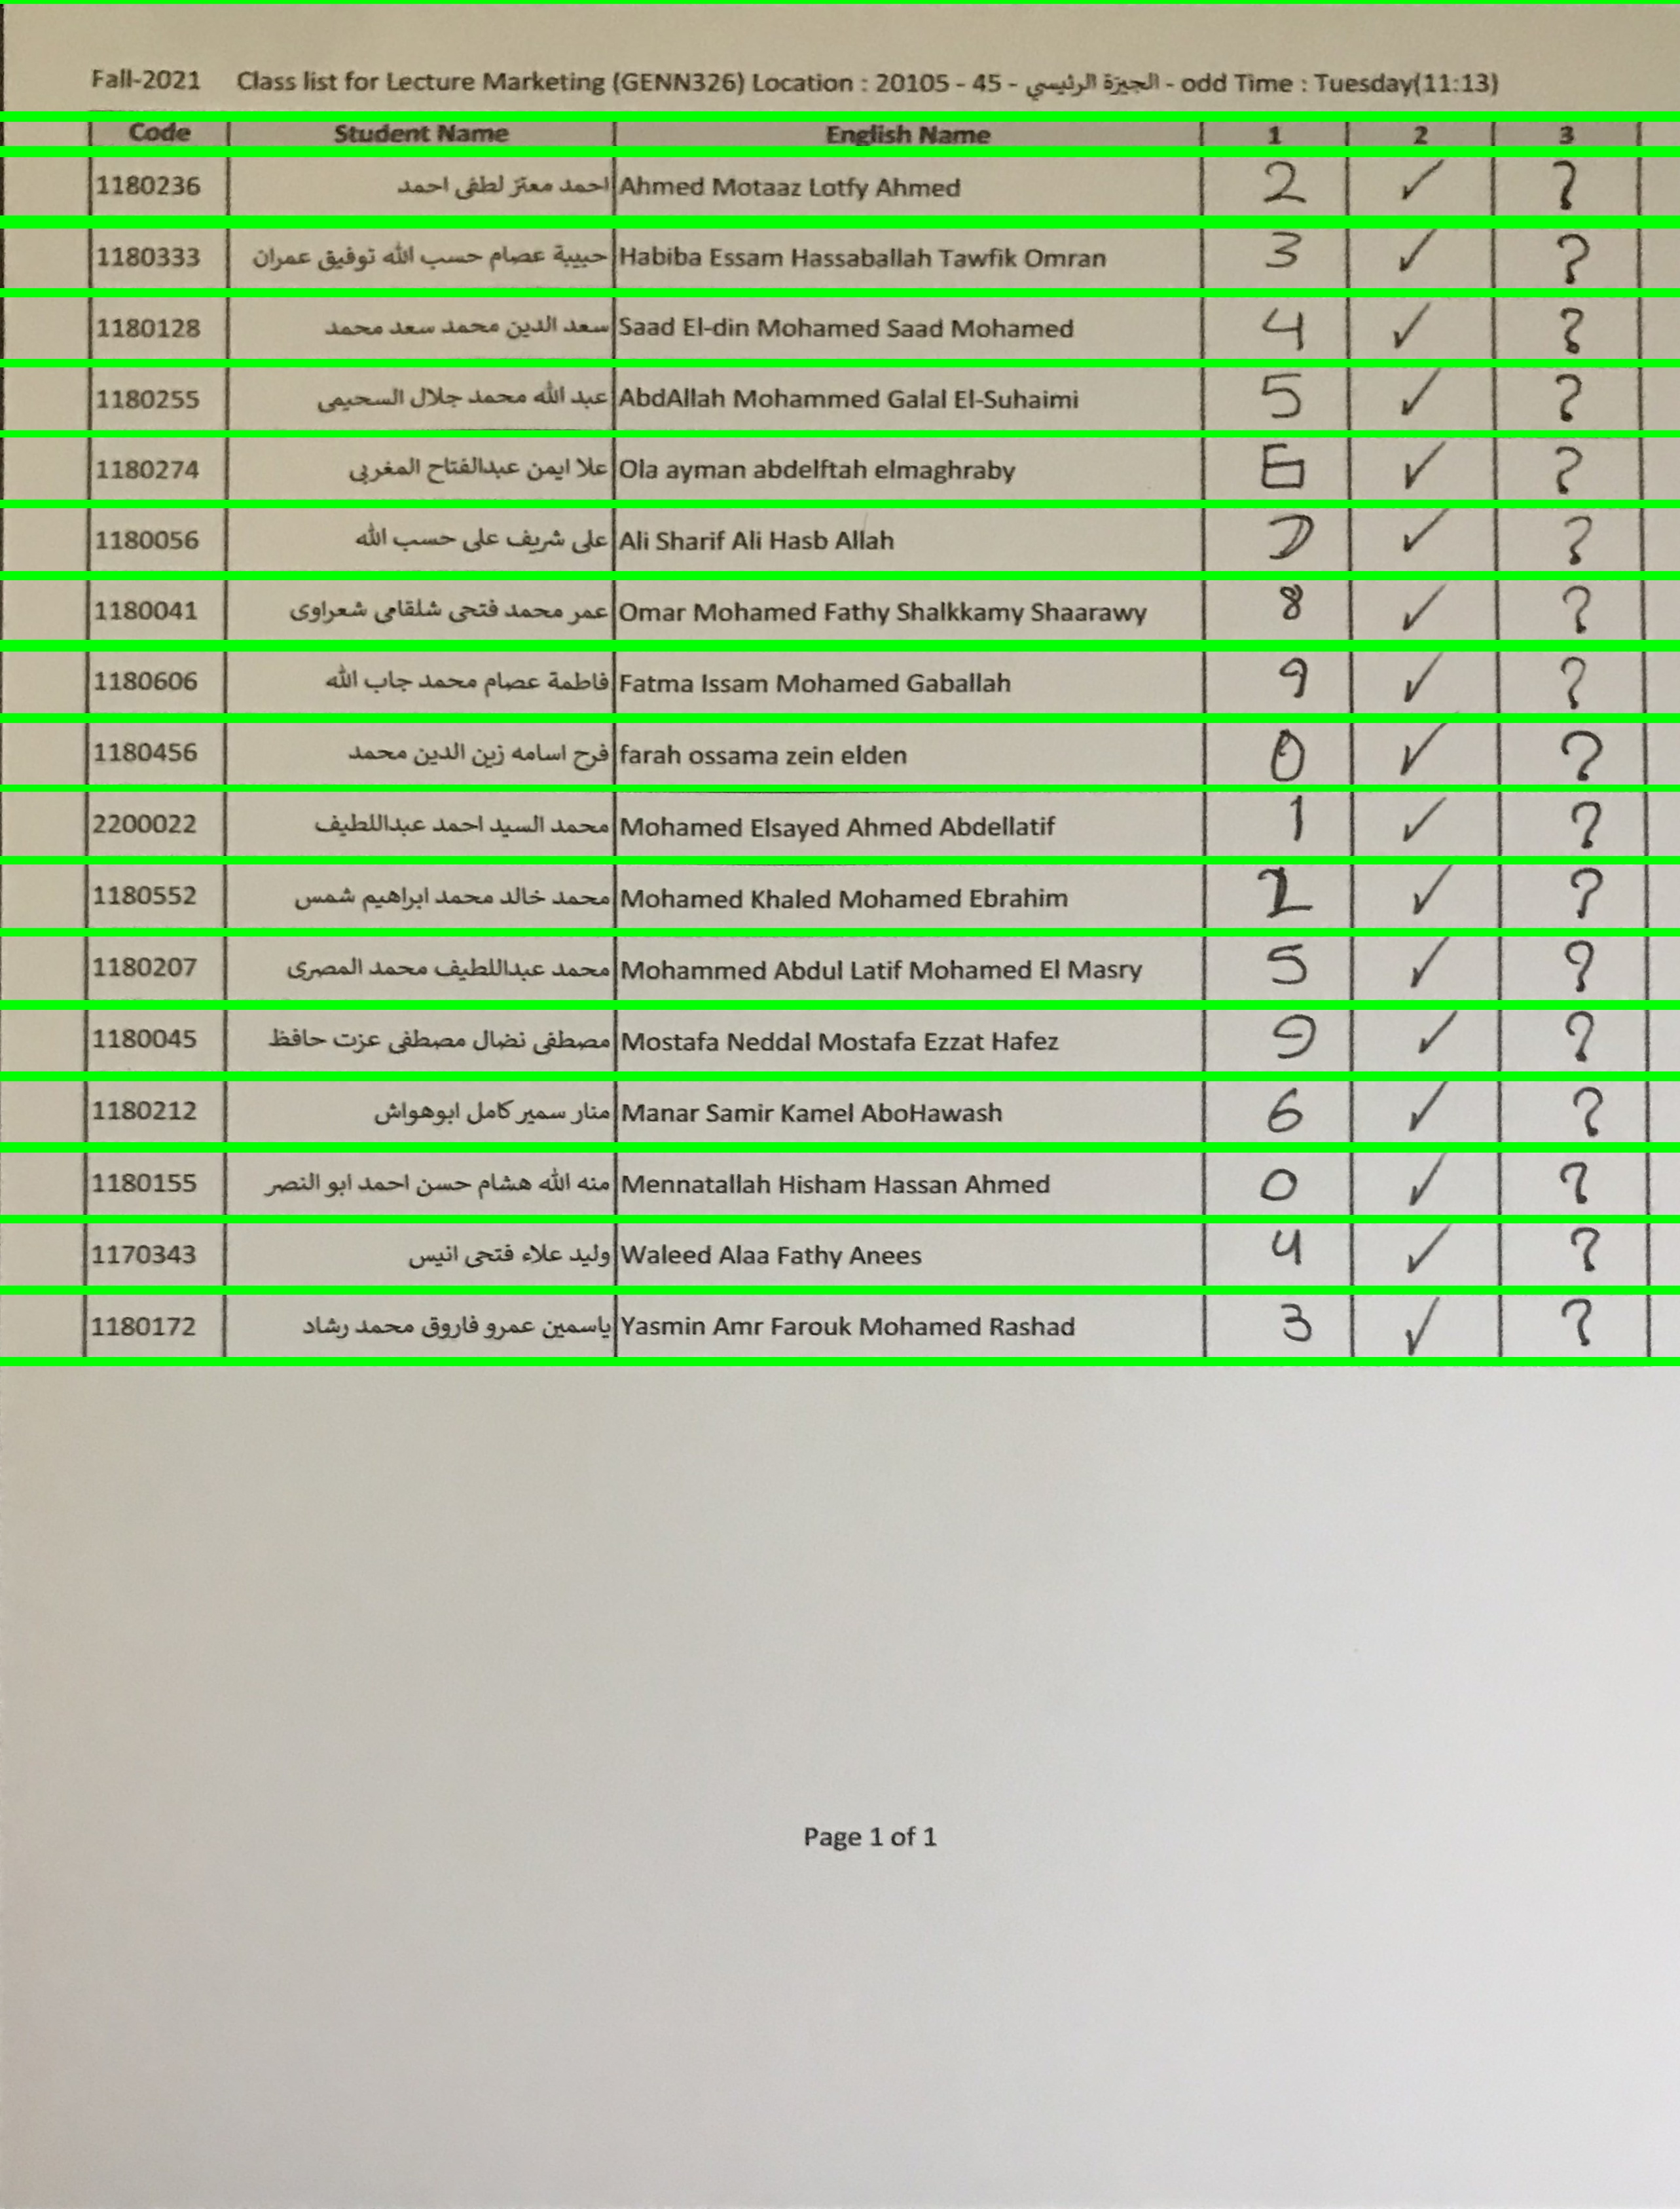 Fall-2021 Class list for Lecture Marketing (GENN326) Location : 20105 - 45 - الجيزة الرئيسي - odd Time : Tuesday(11:13)
Code Student Name English Name 1 2 3
1180236 احمد معتز لطفى احمد Ahmed Motaaz Lotfy Ahmed 2 ✓ ?
1180333 حبيبة عصام حسب الله توفيق عمران Habiba Essam Hassaballah Tawfik Omran 3 ✓ ?
1180128 سعد الدين محمد سعد محمد Saad El-din Mohamed Saad Mohamed 4 ✓ ?
1180255 عبد الله محمد جلال السحيمى AbdAllah Mohammed Galal El-Suhaimi 5 ✓ ?
1180274 علا ايمن عبدالفتاح المغربى Ola ayman abdelftah elmaghraby 6 ✓ ?
1180056 على شريف على حسب الله Ali Sharif Ali Hasb Allah 7 ✓ ?
1180041 عمر محمد فتحى شلقامى شعراوى Omar Mohamed Fathy Shalkkamy Shaarawy 8 ✓ ?
1180606 فاطمة عصام محمد جاب الله Fatma Issam Mohamed Gaballah 9 ✓ ?
1180456 فرح اسامه زين الدين محمد farah ossama zein elden 0 ✓ ?
2200022 محمد السيد احمد عبداللطيف Mohamed Elsayed Ahmed Abdellatif 1 ✓ ?
1180552 محمد خالد محمد ابراهيم شمس Mohamed Khaled Mohamed Ebrahim 2 ✓ ?
1180207 محمد عبداللطيف محمد المصرى Mohammed Abdul Latif Mohamed El Masry 5 ✓ ?
1180045 مصطفى نضال مصطفى عزت حافظ Mostafa Neddal Mostafa Ezzat Hafez 9 ✓ ?
1180212 منار سمير كامل ابوهواش Manar Samir Kamel AboHawash 6 ✓ ?
1180155 منه الله هشام حسن احمد ابو النصر Mennatallah Hisham Hassan Ahmed 0 ✓ ?
1170343 وليد علاء فتحى انيس Waleed Alaa Fathy Anees 4 ✓ ?
1180172 ياسمين عمرو فاروق محمد رشاد Yasmin Amr Farouk Mohamed Rashad 3 ✓ ?
Page 1 of 1